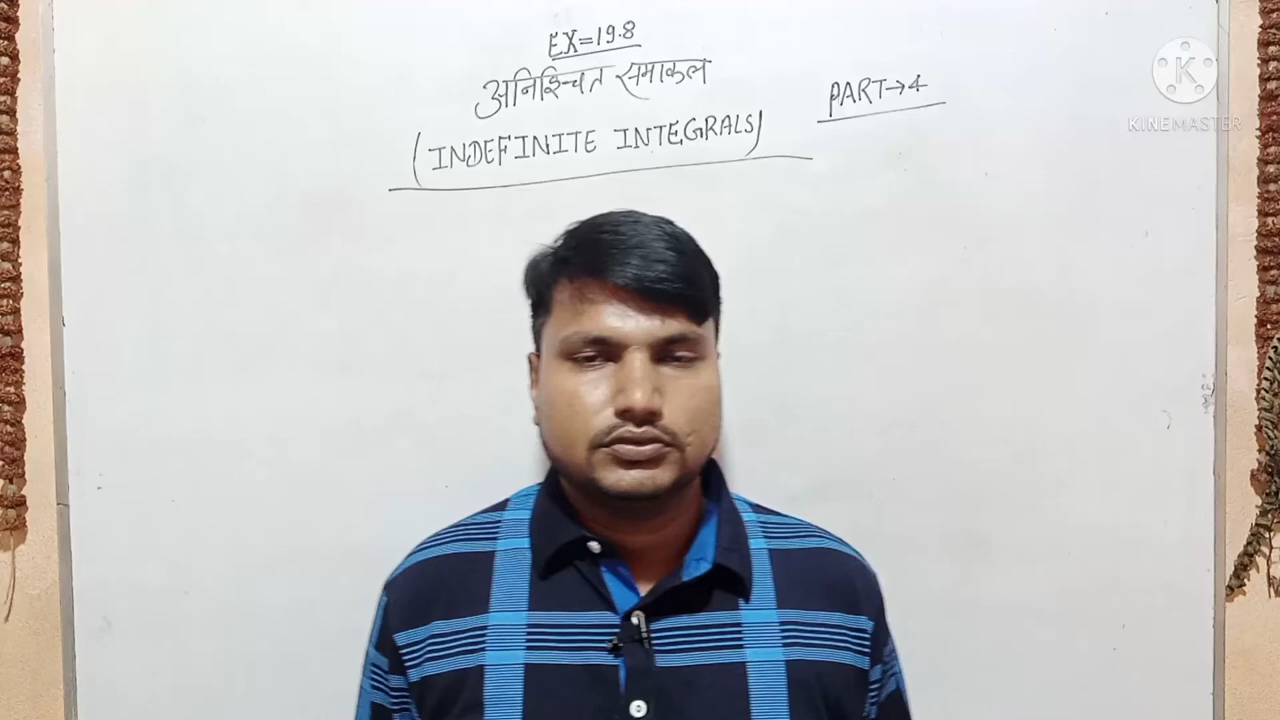 EX=19.8
अनिश्चित समाकल
(INDEFINITE INTEGRALS)
PART→4
K
KINEMASTER